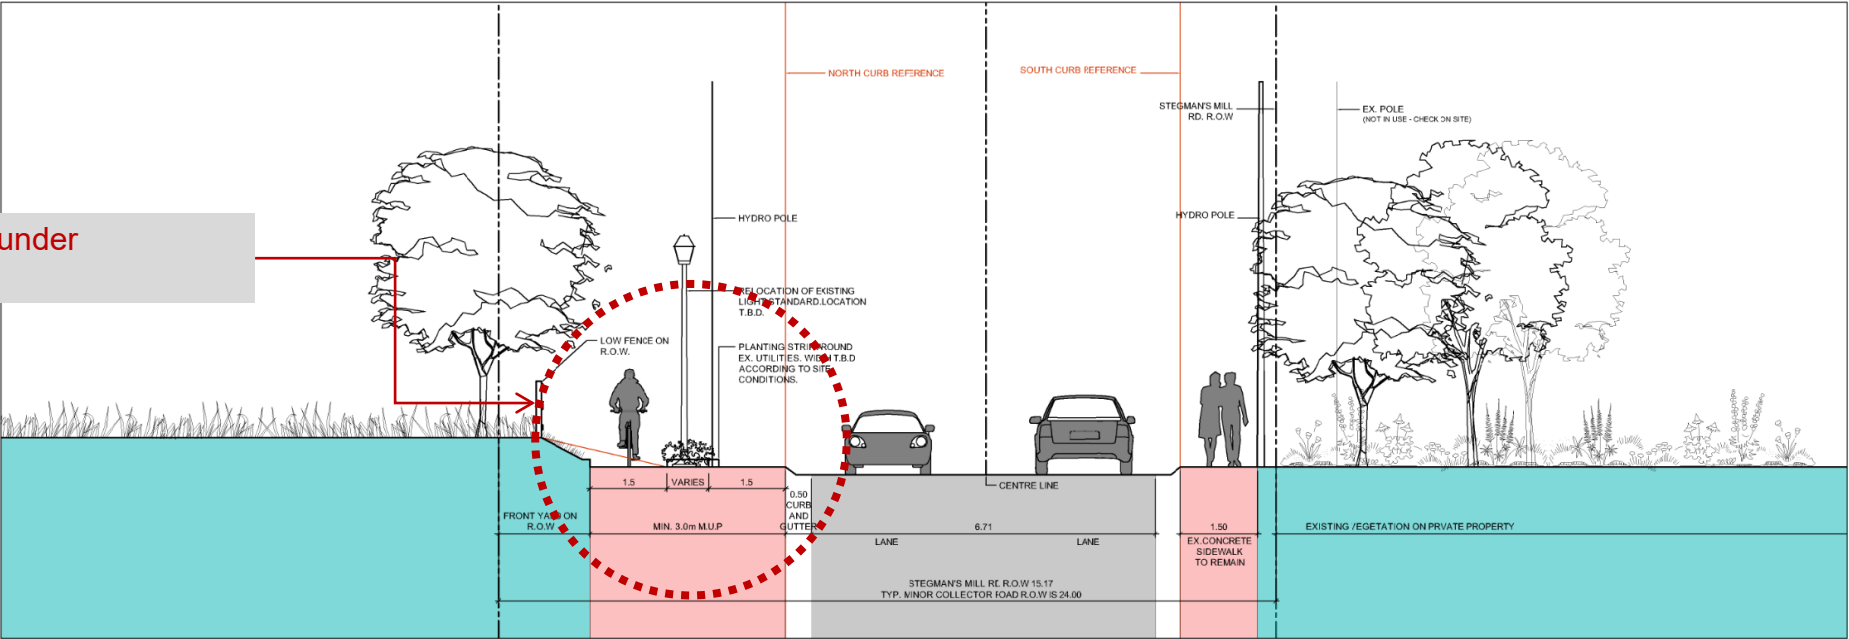 NORTH CURB REFERENCE
SOUTH CURB REFERENCE
STEGMAN'S MILL
RD. R.O.W
EX. POLE
(NOT IN USE - CHECK ON SITE)
HYDRO POLE
HYDRO POLE
under
RELOCATION OF EXISTING
LIGHT STANDARD.LOCATION
T.B.D.
LOW FENCE ON
R.O.W.
PLANTING STRIP AROUND
EX. UTILITIES. WIDTH T.B.D
ACCORDING TO SITE
CONDITIONS.
1.5
VARIES
1.5
CENTRE LINE
0.50
CURB
AND
GUTTER
FRONT YARD ON
R.O.W
MIN. 3.0m M.U.P
6.71
LANE
LANE
1.50
EX.CONCRETE
SIDEWALK
TO REMAIN
EXISTING VEGETATION ON PRIVATE PROPERTY
STEGMAN'S MILL RD. R.O.W 15.17
TYP. MINOR COLLECTOR ROAD R.O.W IS 24.00